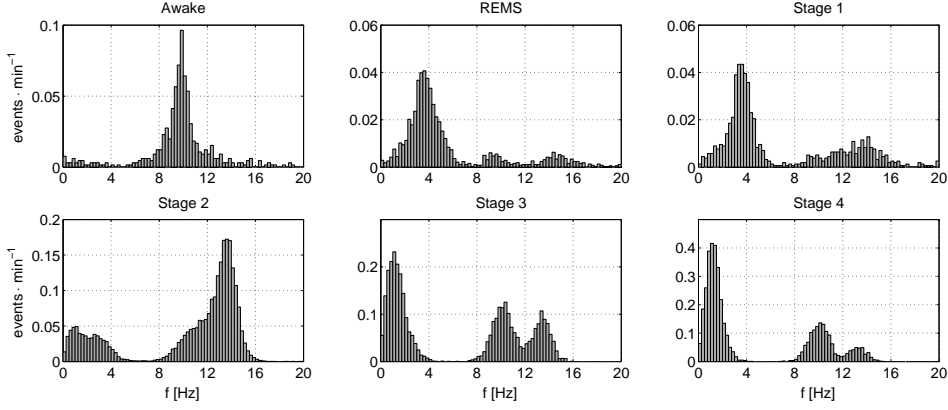 Awake
REMS
Stage 1
0.1
0.05
0
0.06
0.04
0.02
0
0.06
0.04
0.02
0
events · min⁻¹
0 4 8 12 16 20
0 4 8 12 16 20
0 4 8 12 16 20
Stage 2
Stage 3
Stage 4
0.2
0.15
0.1
0.05
0
0.2
0.1
0
0.4
0.3
0.2
0.1
0
events · min⁻¹
0 4 8 12 16 20
0 4 8 12 16 20
0 4 8 12 16 20
f [Hz]
f [Hz]
f [Hz]